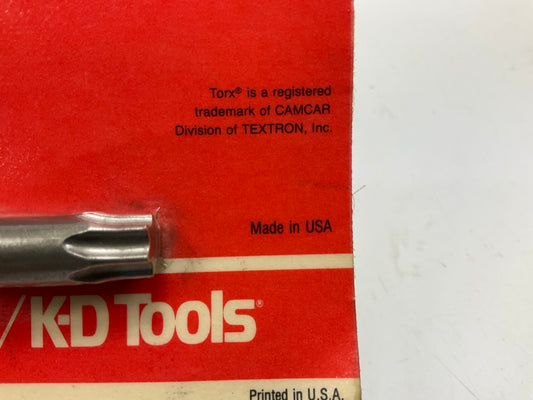 Torx® is a registered
trademark of CAMCAR
Division of TEXTRON, Inc.
Made in USA
/ K-D Tools®
Printed in U.S.A.